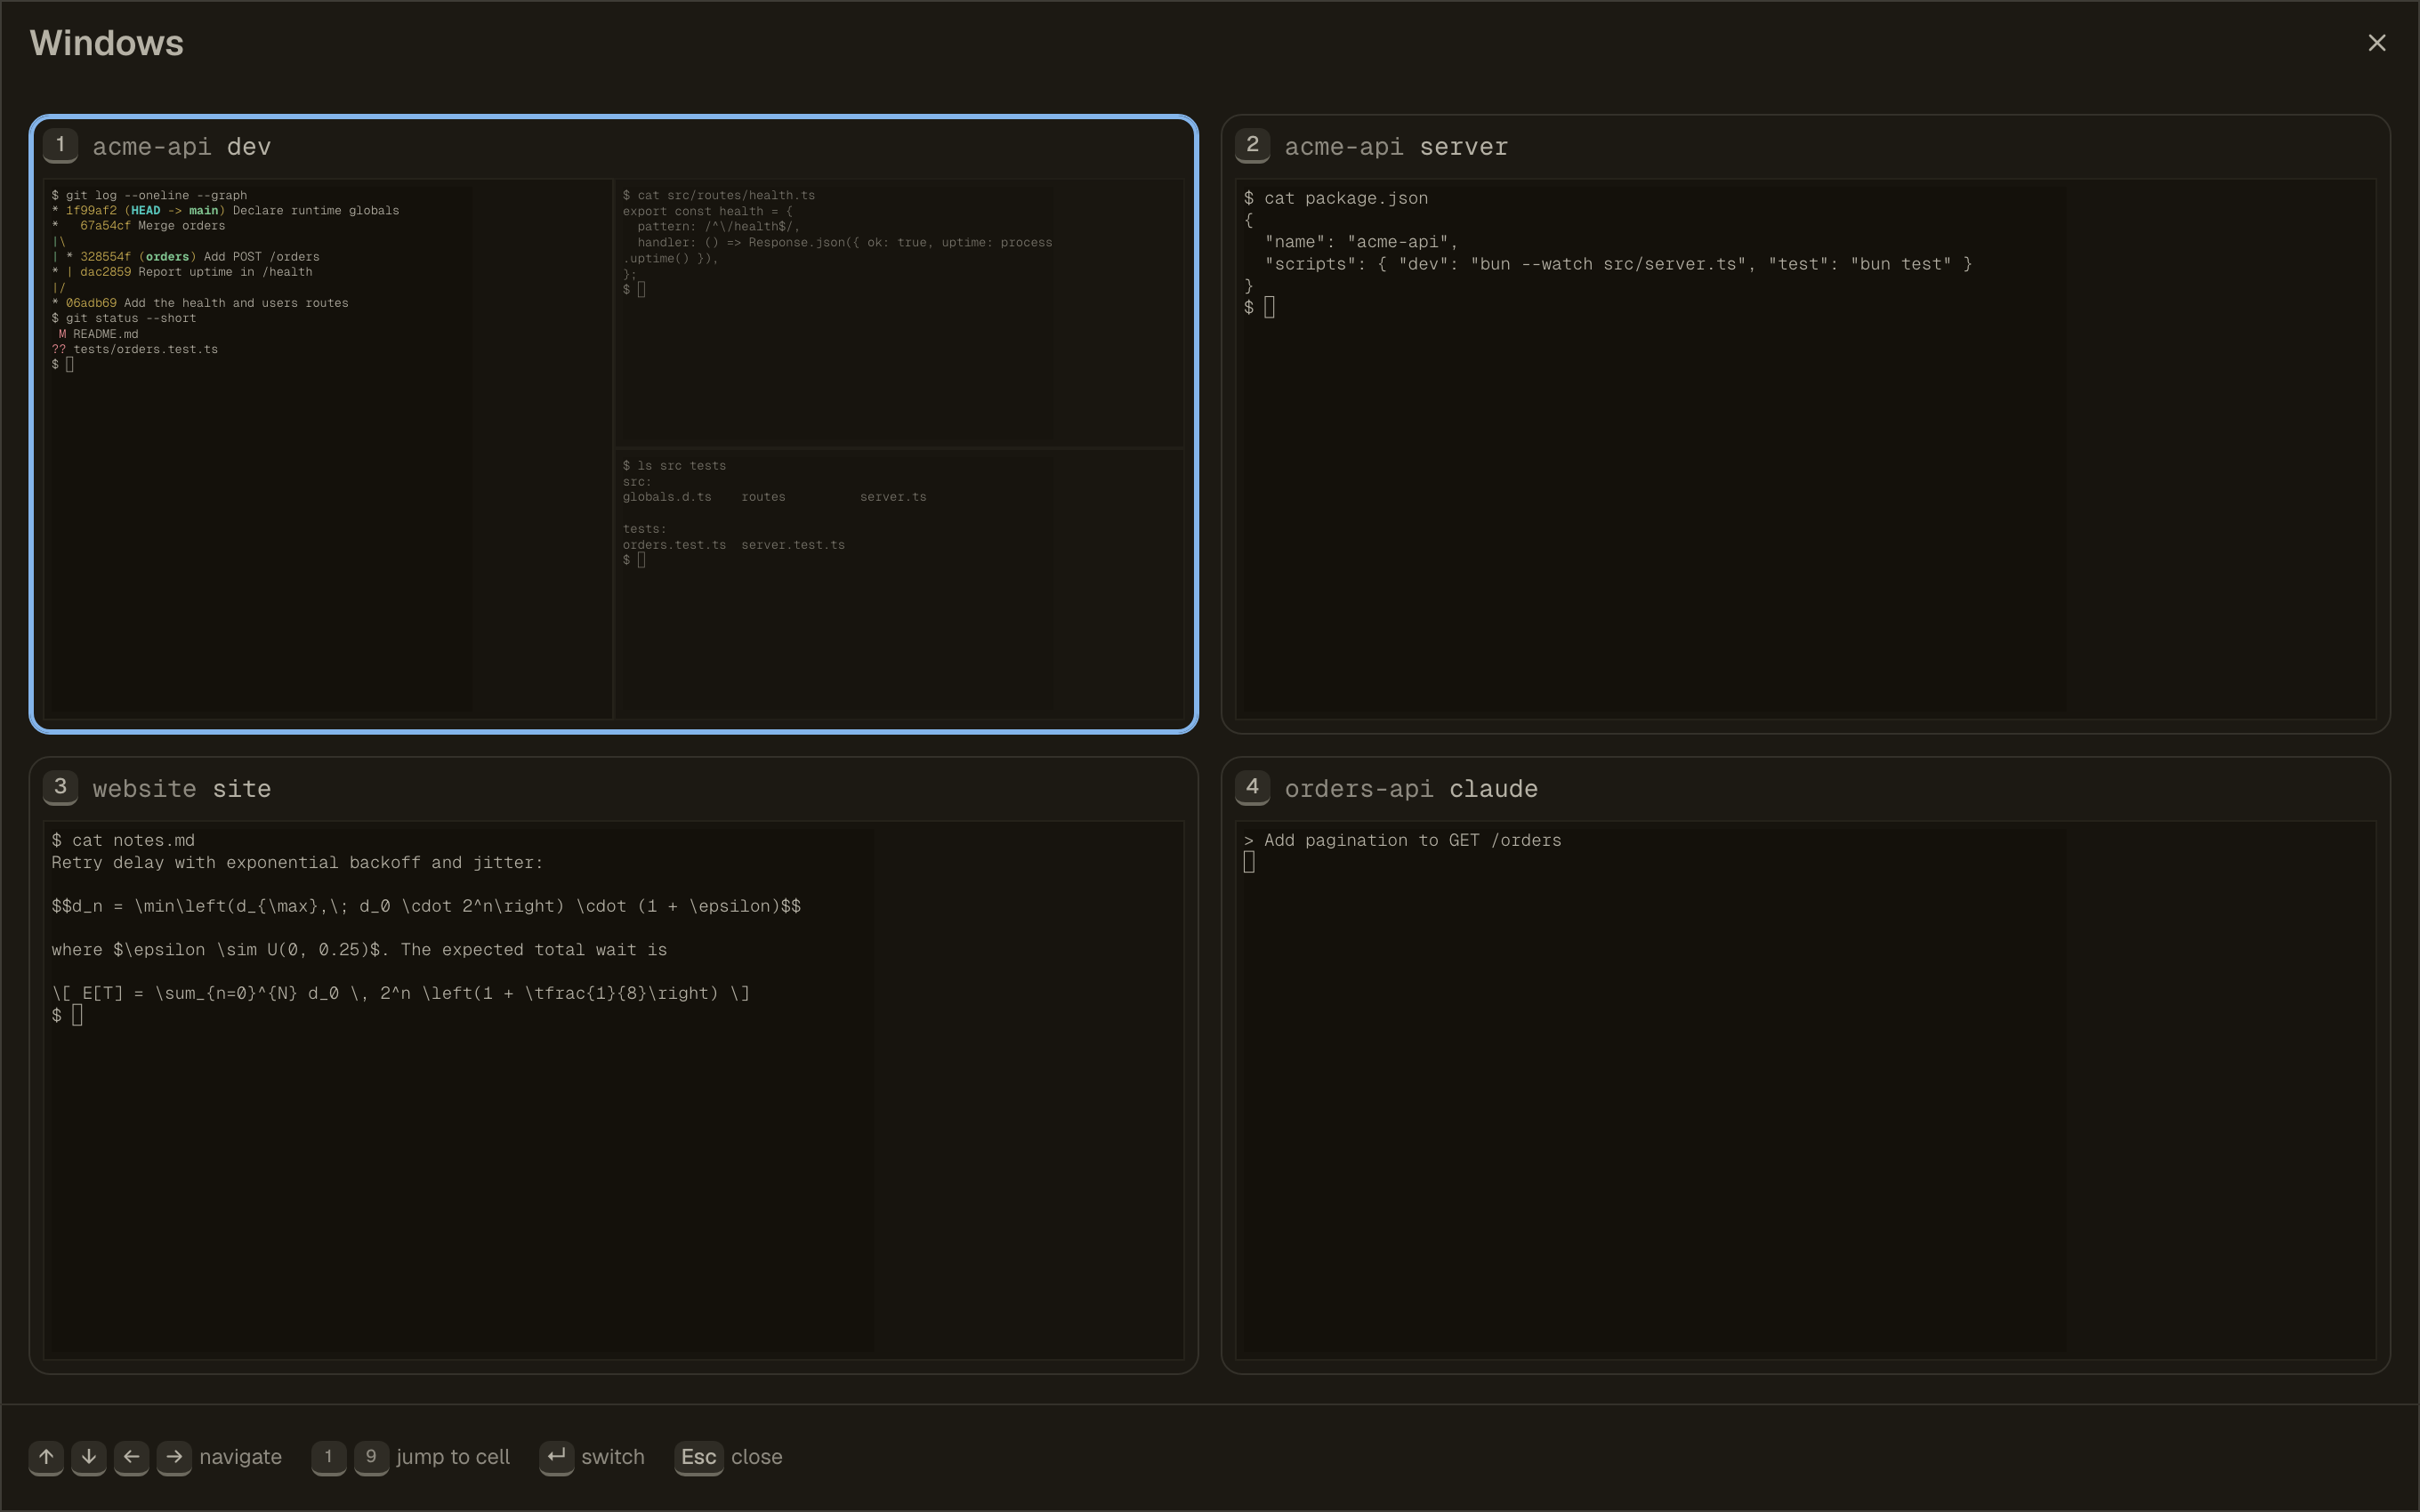 Windows
1 acme-api dev
$ git log --oneline --graph
* 1f99af2 (HEAD -> main) Declare runtime globals
*   67a54cf Merge orders
|\
| * 328554f (orders) Add POST /orders
* | dac2859 Report uptime in /health
|/
* 06adb69 Add the health and users routes
$ git status --short
 M README.md
?? tests/orders.test.ts
$
$ cat src/routes/health.ts
export const health = {
  pattern: /^\/health$/,
  handler: () => Response.json({ ok: true, uptime: process
.uptime() }),
};
$
$ ls src tests
src:
globals.d.ts    routes          server.ts

tests:
orders.test.ts  server.test.ts
$
2 acme-api server
$ cat package.json
{
  "name": "acme-api",
  "scripts": { "dev": "bun --watch src/server.ts", "test": "bun test" }
}
$
3 website site
$ cat notes.md
Retry delay with exponential backoff and jitter:

$$d_n = \min\left(d_{\max},\; d_0 \cdot 2^n\right) \cdot (1 + \epsilon)$$

where $\epsilon \sim U(0, 0.25)$. The expected total wait is

\[ E[T] = \sum_{n=0}^{N} d_0 \, 2^n \left(1 + \tfrac{1}{8}\right) \]
$
4 orders-api claude
> Add pagination to GET /orders
↑ ↓ ← → navigate 1 9 jump to cell ↵ switch Esc close